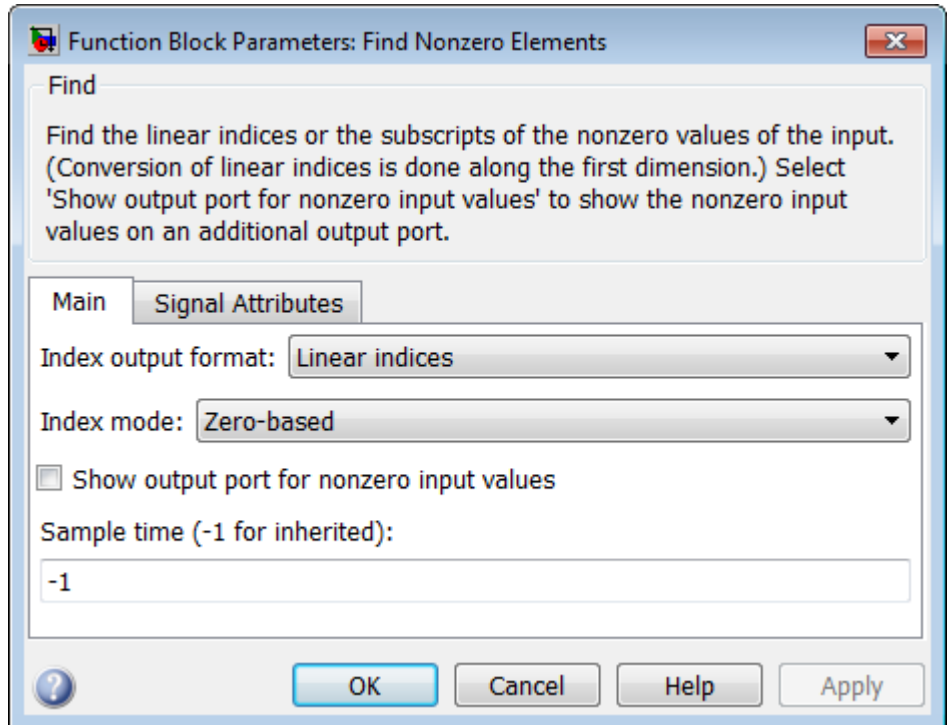 Function Block Parameters: Find Nonzero Elements
Find
Find the linear indices or the subscripts of the nonzero values of the input.
(Conversion of linear indices is done along the first dimension.) Select
'Show output port for nonzero input values' to show the nonzero input
values on an additional output port.
Main Signal Attributes
Index output format: Linear indices
Index mode: Zero-based
Show output port for nonzero input values
Sample time (-1 for inherited):
-1
? OK Cancel Help Apply